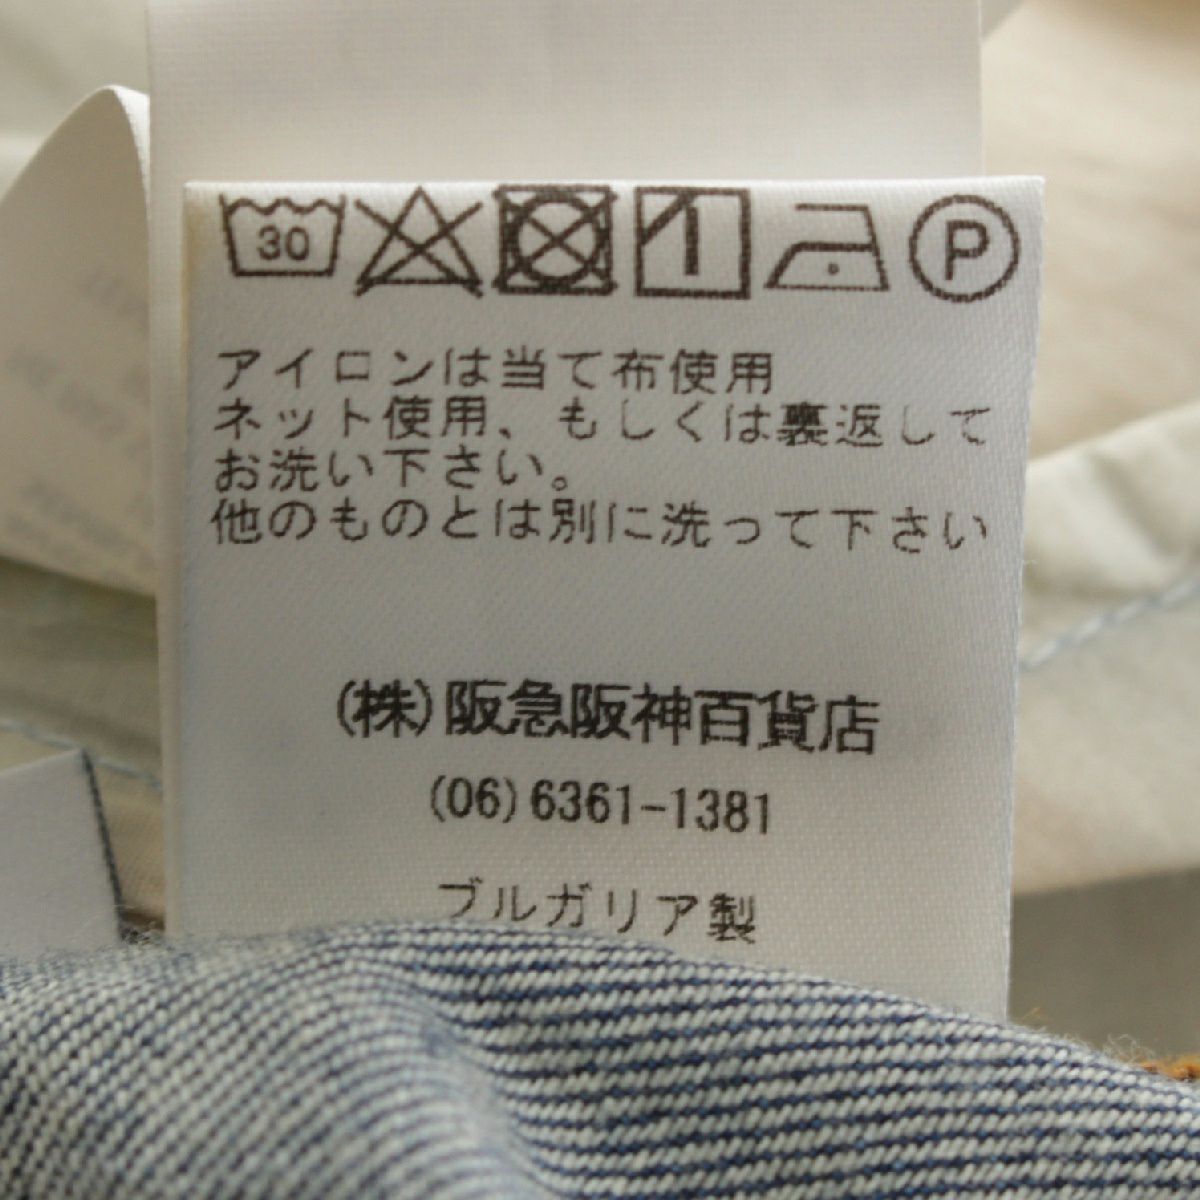 30
P
アイロンは当て布使用
ネット使用、もしくは裏返して
お洗い下さい。
他のものとは別に洗って下さい
(株)阪急阪神百貨店
(06)6361-1381
ブルガリア製